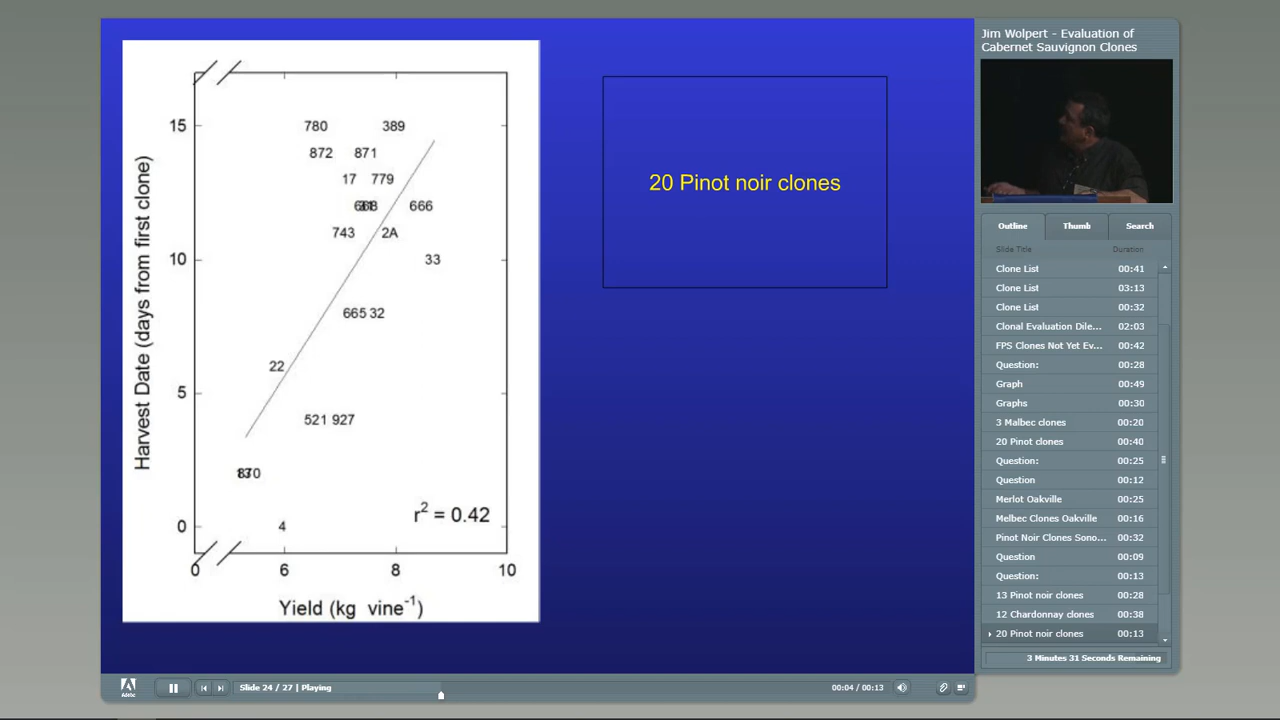 15
10
5
0
Harvest Date (days from first clone)
780 389
872 871
17 779
666
743 2A
33
665 32
22
521 927
4
r² = 0.42
0 6 8 10
Yield (kg vine⁻¹)
20 Pinot noir clones
Jim Wolpert - Evaluation of
Cabernet Sauvignon Clones
Outline Thumb Search
Slide Title Duration
Clone List 00:41
Clone List 03:13
Clone List 00:32
Clonal Evaluation Dile... 02:03
FPS Clones Not Yet Ev... 00:42
Question: 00:28
Graph 00:49
Graphs 00:30
3 Malbec clones 00:20
20 Pinot clones 00:40
Question: 00:25
Question 00:12
Merlot Oakville 00:25
Melbec Clones Oakville 00:16
Pinot Noir Clones Sono... 00:32
Question 00:09
Question: 00:13
13 Pinot noir clones 00:28
12 Chardonnay clones 00:38
20 Pinot noir clones 00:13
3 Minutes 31 Seconds Remaining
Adobe
Slide 24 / 27 | Playing
00:04 / 00:13